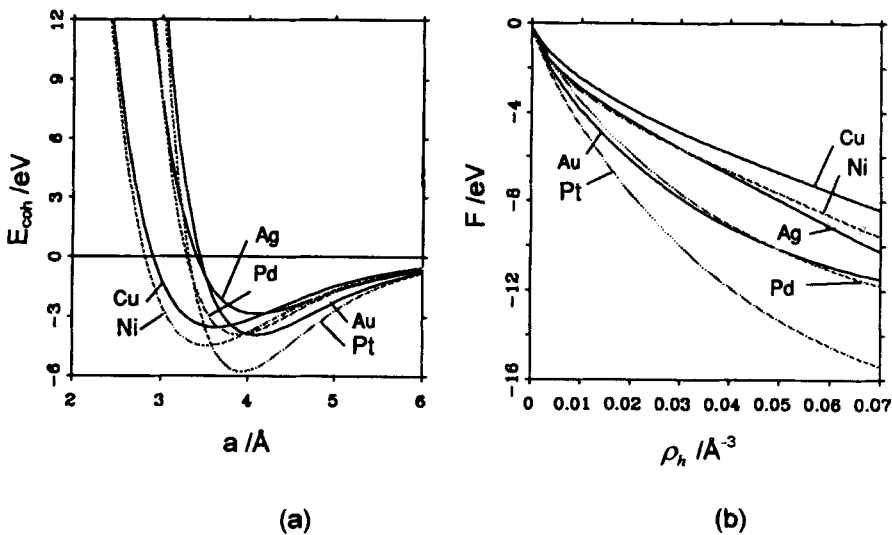 E_coh /eV
12
9
6
3
0
-3
-6
Ag
Pd
Cu
Ni
Au
Pt
2
3
4
5
6
a /Å
(a)
F /eV
-0
-4
-8
-12
-16
Cu
Ni
Au
Pt
Ag
Pd
0
0.01
0.02
0.03
0.04
0.05
0.06
0.07
ρ_h /Å⁻³
(b)